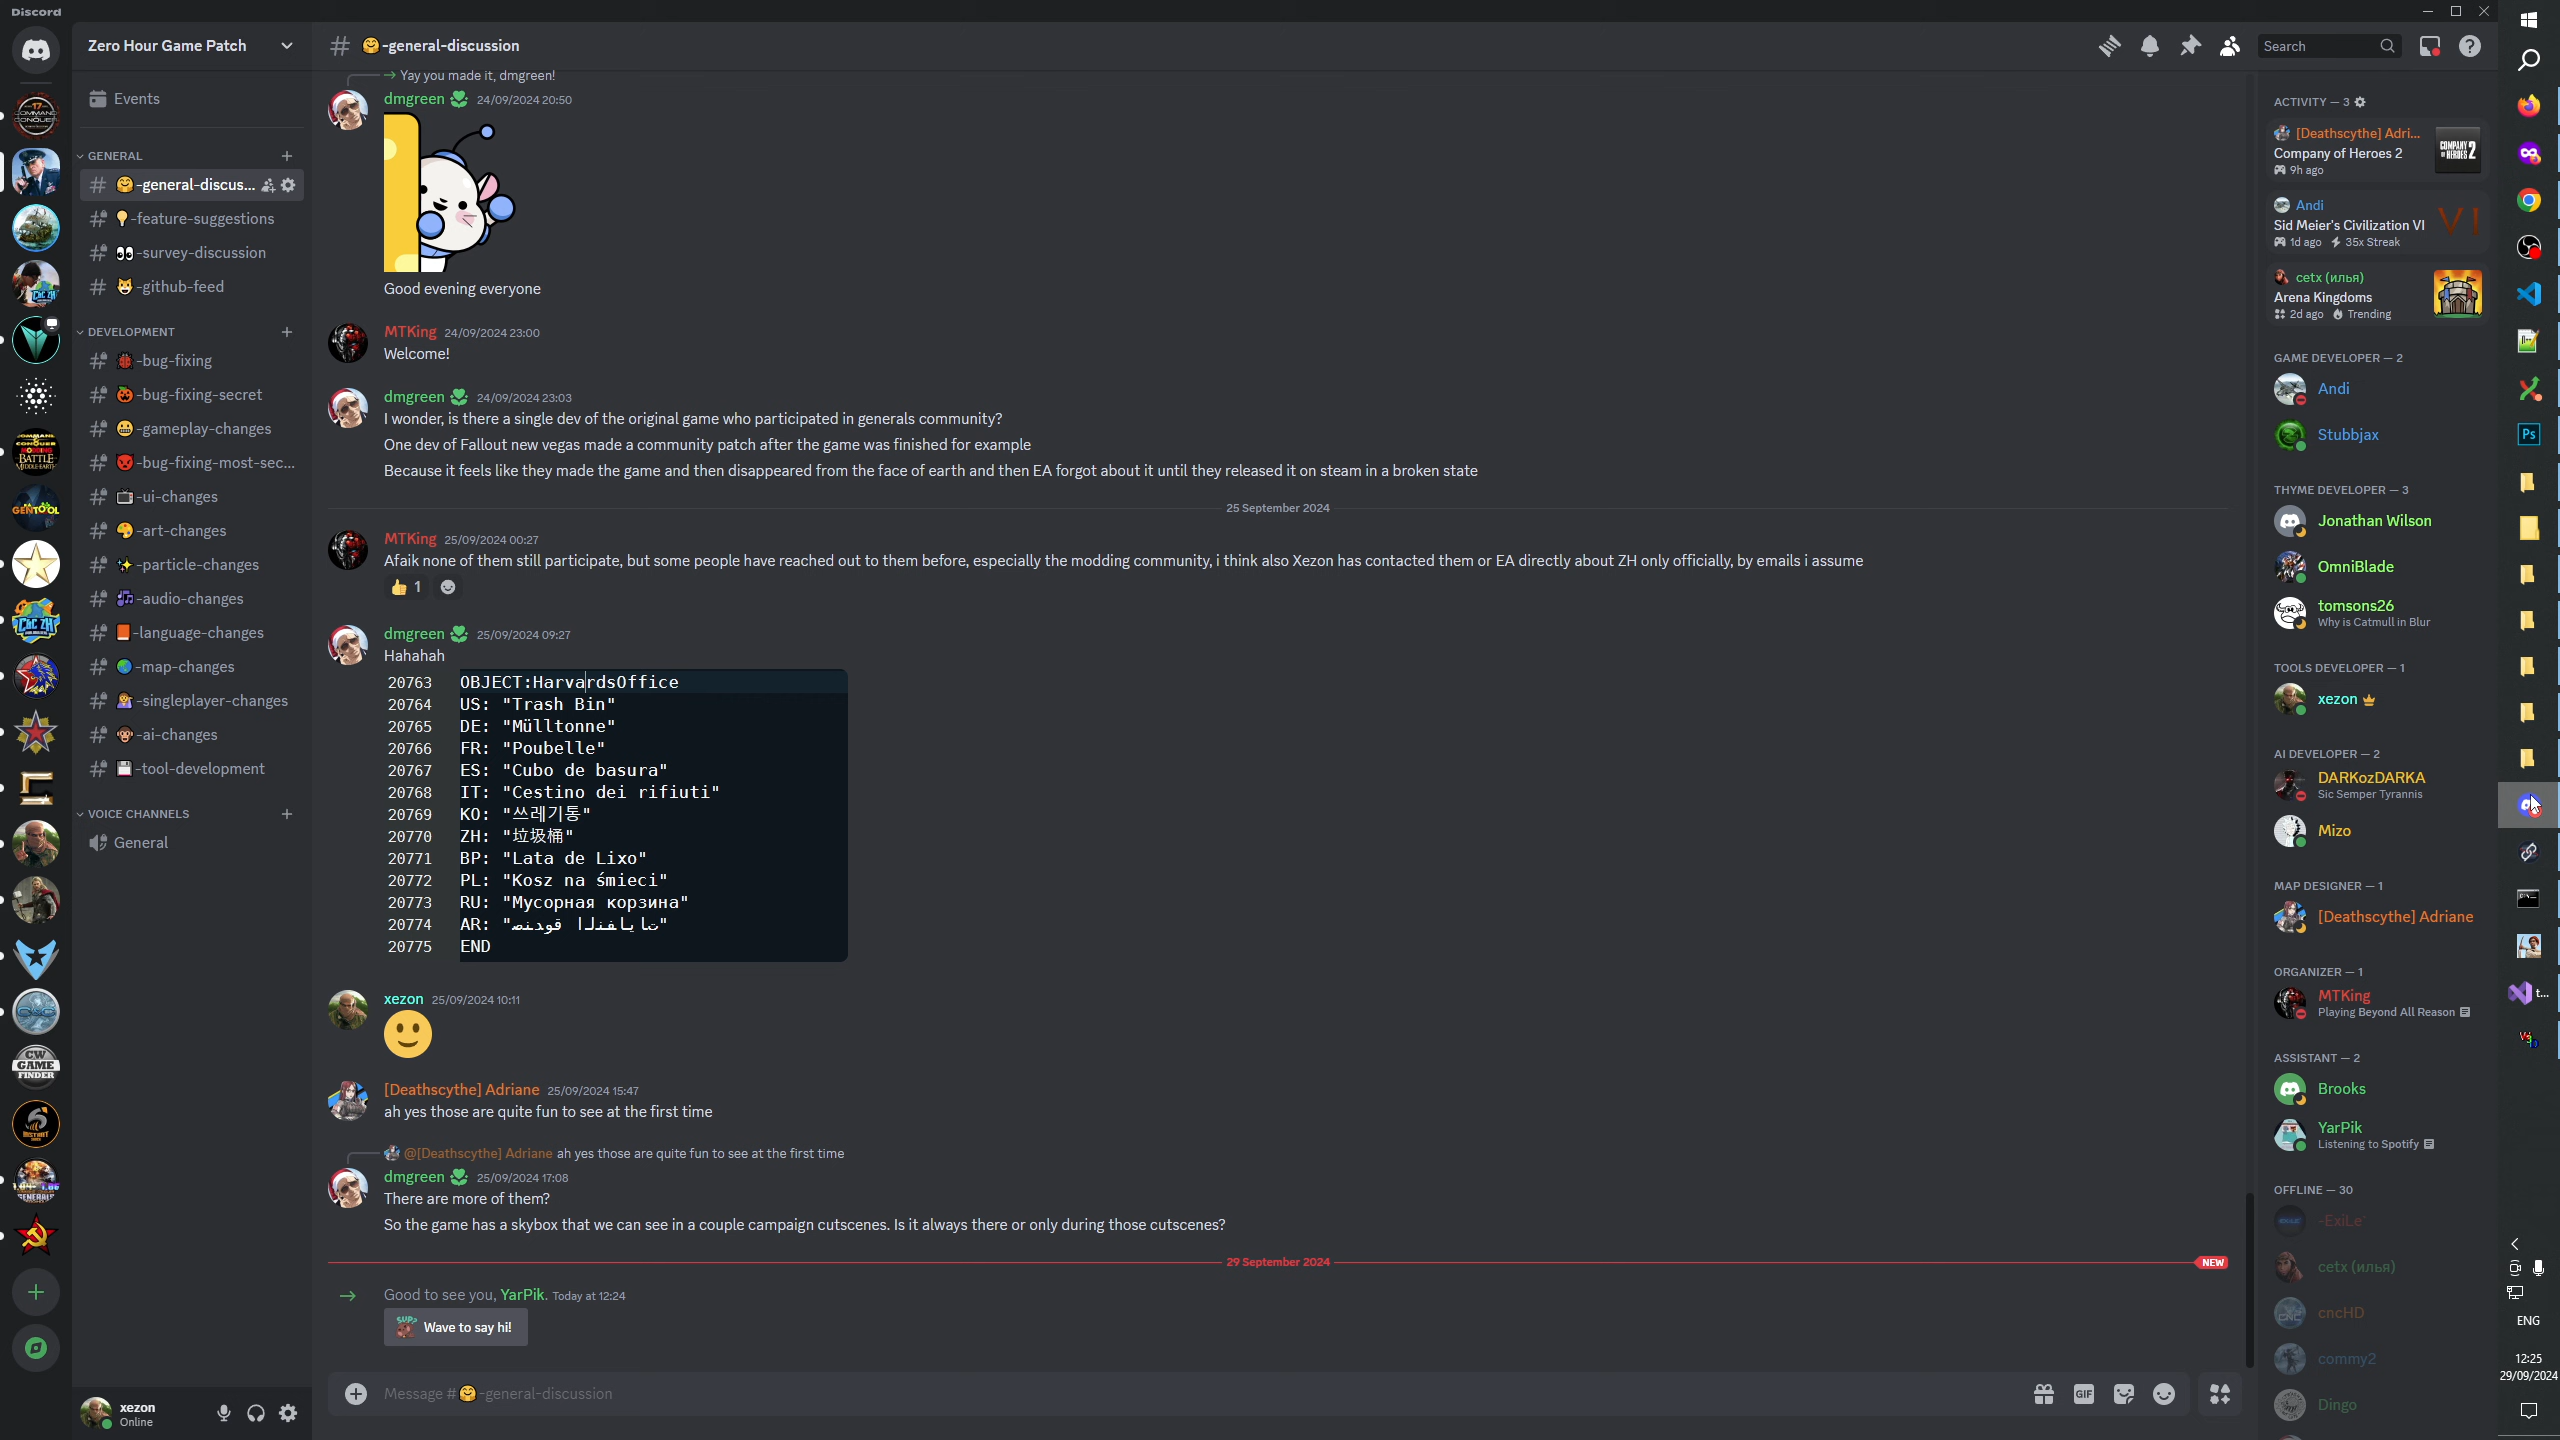 Discord
Zero Hour Game Patch
Events
GENERAL
-general-discus...
-feature-suggestions
-survey-discussion
-github-feed
DEVELOPMENT
-bug-fixing
-bug-fixing-secret
-gameplay-changes
-bug-fixing-most-sec...
-ui-changes
-art-changes
-particle-changes
-audio-changes
-language-changes
-map-changes
-singleplayer-changes
-ai-changes
-tool-development
VOICE CHANNELS
General
xezon
Online
-general-discussion
Search
Yay you made it, dmgreen!
dmgreen 24/09/2024 20:50
Good evening everyone
MTKing 24/09/2024 23:00
Welcome!
dmgreen 24/09/2024 23:03
I wonder, is there a single dev of the original game who participated in generals community?
One dev of Fallout new vegas made a community patch after the game was finished for example
Because it feels like they made the game and then disappeared from the face of earth and then EA forgot about it until they released it on steam in a broken state
25 September 2024
MTKing 25/09/2024 00:27
Afaik none of them still participate, but some people have reached out to them before, especially the modding community, i think also Xezon has contacted them or EA directly about ZH only officially, by emails i assume
1
dmgreen 25/09/2024 09:27
Hahahah
20763 OBJECT:HarvardsOffice
20764 US: "Trash Bin"
20765 DE: "Mülltonne"
20766 FR: "Poubelle"
20767 ES: "Cubo de basura"
20768 IT: "Cestino dei rifiuti"
20769 KO: "쓰레기통"
20770 ZH: "垃圾桶"
20771 BP: "Lata de Lixo"
20772 PL: "Kosz na śmieci"
20773 RU: "Мусорная корзина"
20774 AR: "صندوق النفايات"
20775 END
xezon 25/09/2024 10:11
[Deathscythe] Adriane 25/09/2024 15:47
ah yes those are quite fun to see at the first time
@[Deathscythe] Adriane ah yes those are quite fun to see at the first time
dmgreen 25/09/2024 17:08
There are more of them?
So the game has a skybox that we can see in a couple campaign cutscenes. Is it always there or only during those cutscenes?
29 September 2024 NEW
Good to see you, YarPik. Today at 12:24
Wave to say hi!
Message # -general-discussion
GIF
ACTIVITY — 3
[Deathscythe] Adri...
Company of Heroes 2
9h ago
Andi
Sid Meier's Civilization VI
1d ago 35x Streak
cetx (илья)
Arena Kingdoms
2d ago Trending
GAME DEVELOPER — 2
Andi
Stubbjax
THYME DEVELOPER — 3
Jonathan Wilson
OmniBlade
tomsons26
Why is Catmull in Blur
TOOLS DEVELOPER — 1
xezon
AI DEVELOPER — 2
DARKozDARKA
Sic Semper Tyrannis
Mizo
MAP DESIGNER — 1
[Deathscythe] Adriane
ORGANIZER — 1
MTKing
Playing Beyond All Reason
ASSISTANT — 2
Brooks
YarPik
Listening to Spotify
OFFLINE — 30
-ExiLe`
cetx (илья)
cncHD
commy2
Dingo
Ps
t...
ENG
12:25
29/09/2024